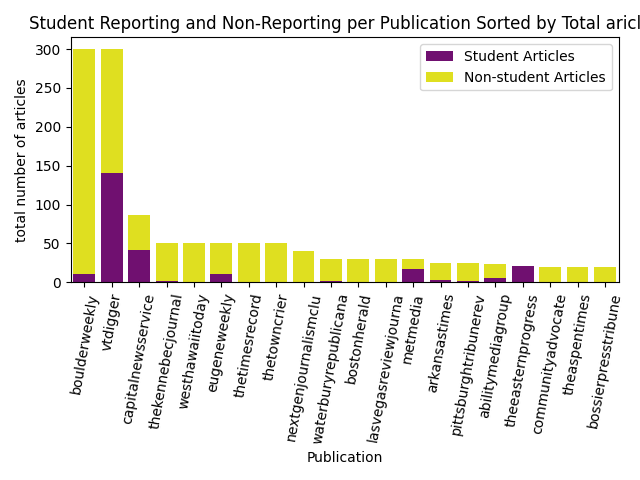 Student Reporting and Non-Reporting per Publication Sorted by Total aricl
Student Articles
Non-student Articles
total number of articles
300
250
200
150
100
50
0
boulderweekly
vtdigger
capitalnewsservice
thekennebecjournal
westhawaiitoday
eugeneweekly
thetimesrecord
thetowncrier
nextgenjournalismclu
waterburyrepublicana
bostonherald
lasvegasreviewjourna
metmedia
arkansastimes
pittsburghtribunerev
abilitymediagroup
theeasternprogress
communityadvocate
theaspentimes
bossierpresstribune
Publication